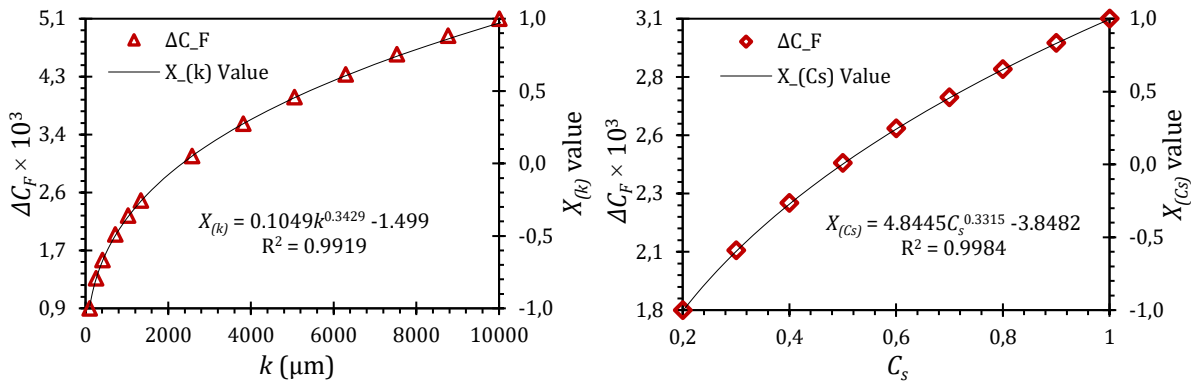 5,1
4,3
3,4
2,6
1,7
0,9
ΔC_F × 10³
ΔC_F
X_(k) Value
X_(k) = 0.1049k^0.3429 -1.499
R² = 0.9919
1,0
0,5
0,0
-0,5
-1,0
X_(k) value
0
2000
4000
6000
8000
10000
k (μm)
3,1
2,8
2,6
2,3
2,1
1,8
ΔC_F × 10³
ΔC_F
X_(Cs) Value
X_(Cs) = 4.8445C_s^0.3315 -3.8482
R² = 0.9984
1,0
0,5
0,0
-0,5
-1,0
X_(Cs) value
0,2
0,4
0,6
0,8
1
C_s